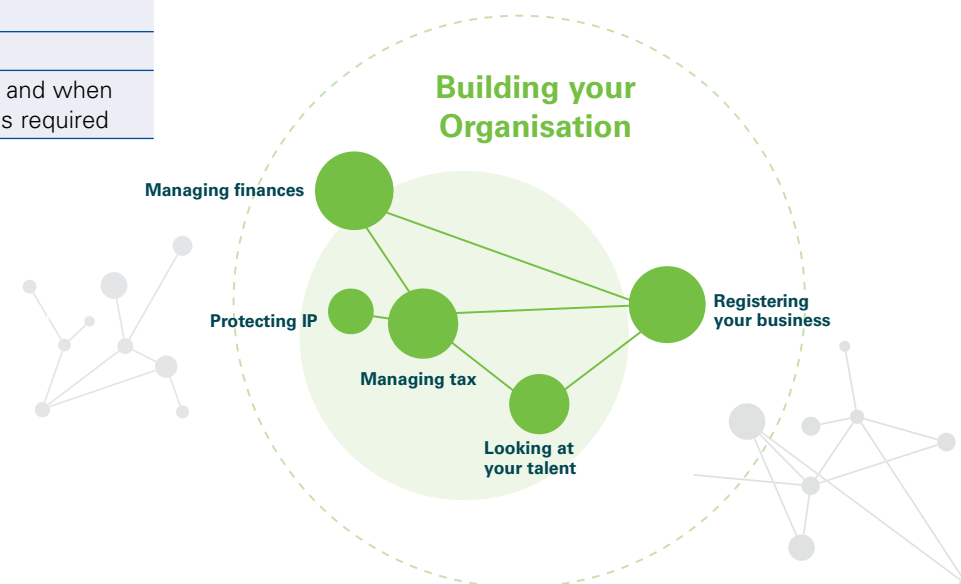 and when
s required
Building your
Organisation
Managing finances
Protecting IP
Registering
your business
Managing tax
Looking at
your talent